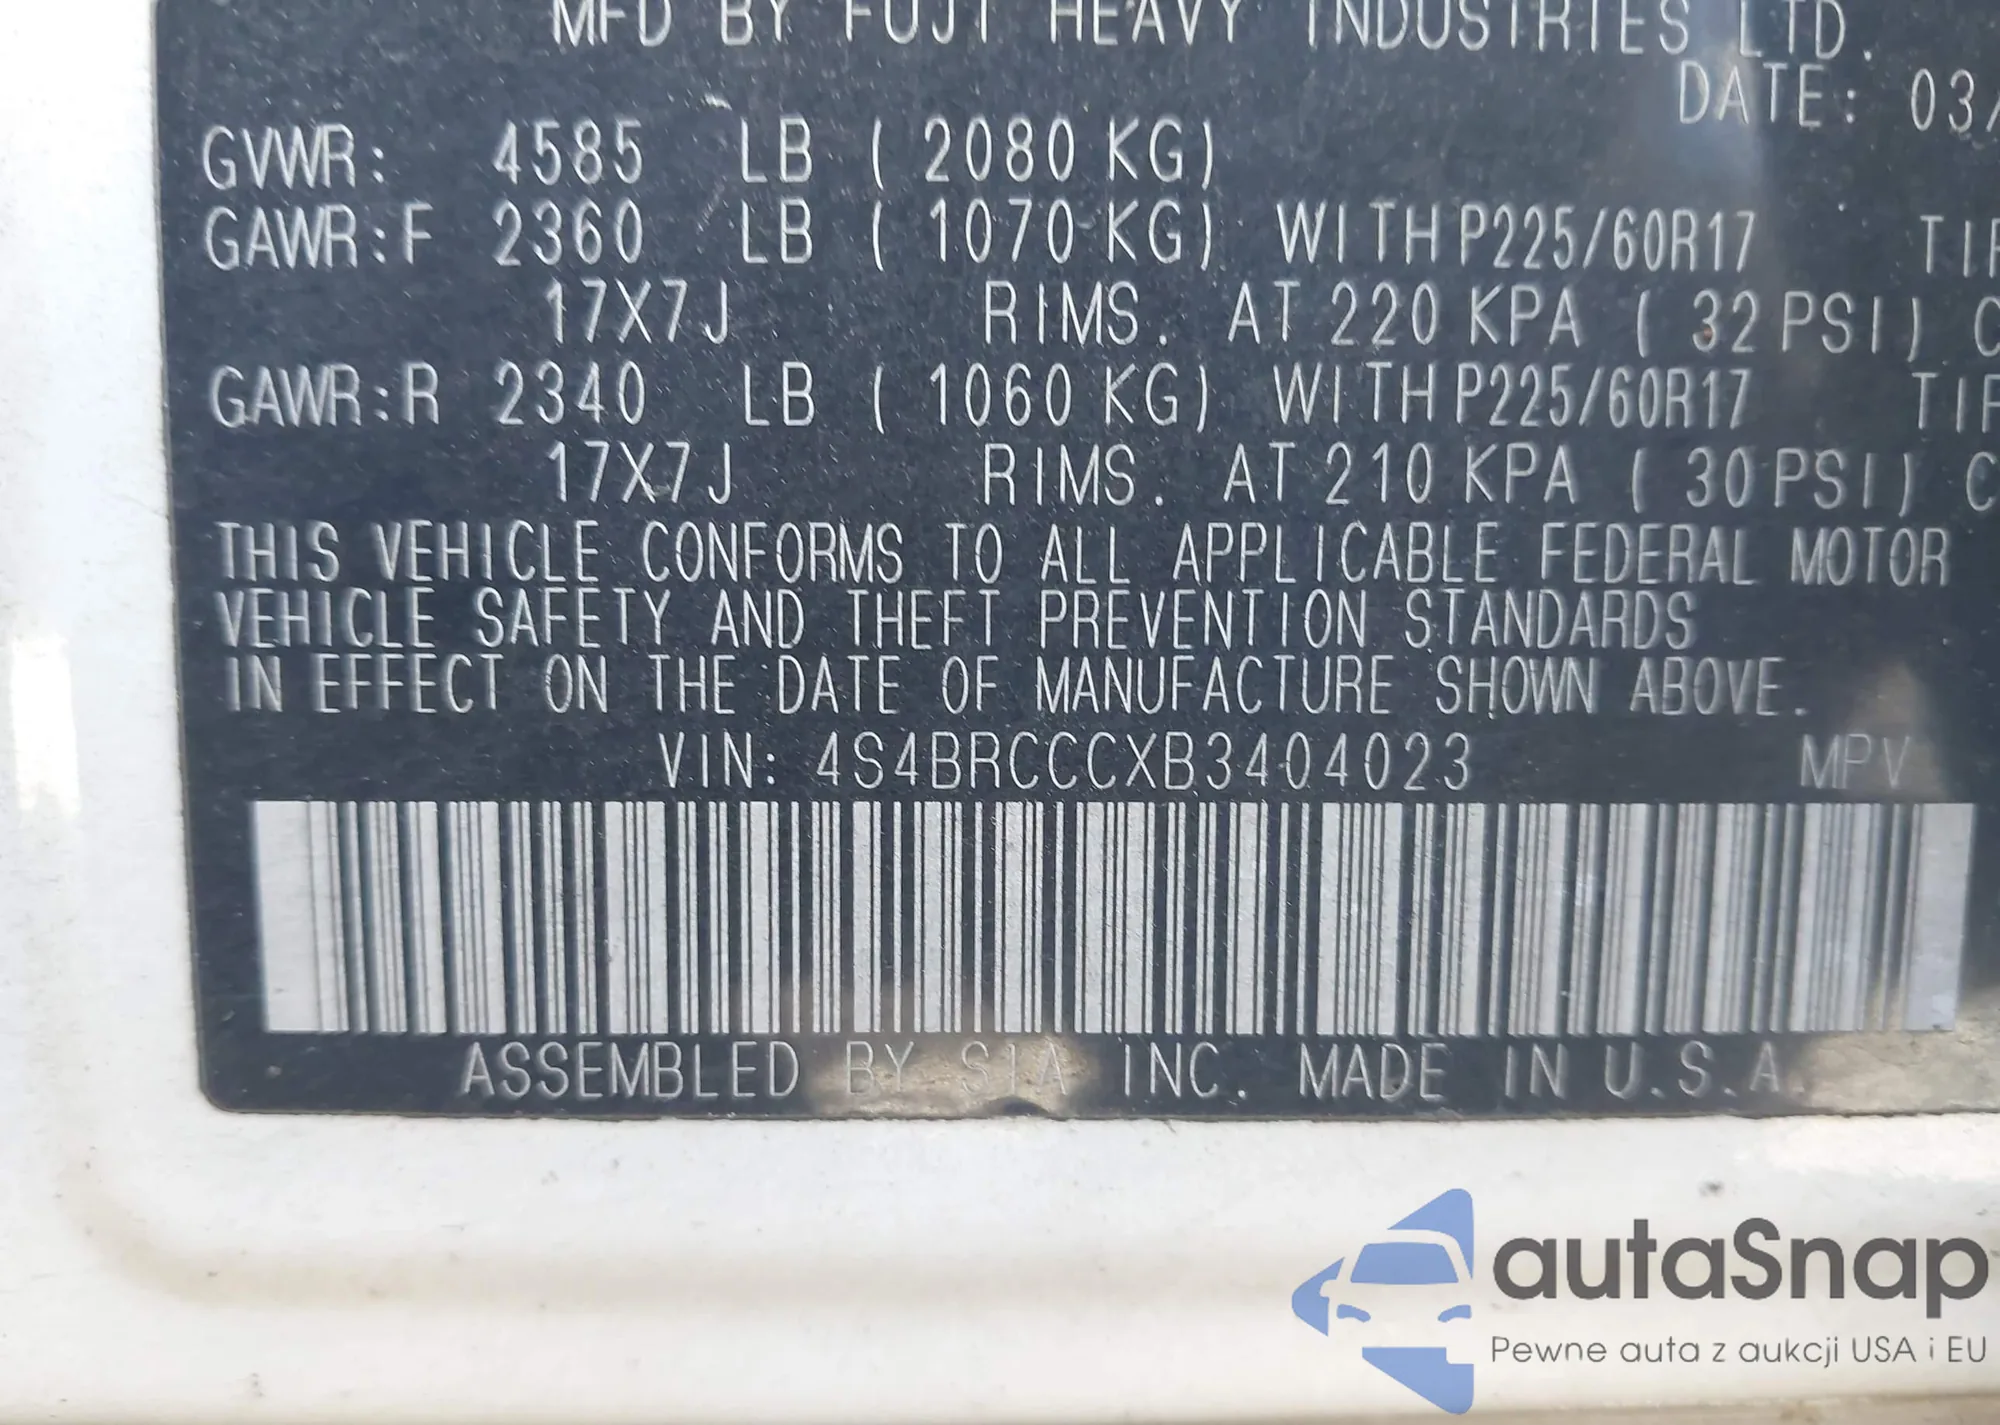 MFD BY FUJI HEAVY INDUSTRIES LTD.
DATE: 03/
GVWR: 4585 LB ( 2080 KG)
GAWR:F 2360 LB ( 1070 KG) WITH P225/60R17 TIR
17X7J RIMS. AT 220 KPA ( 32 PSI) C
GAWR:R 2340 LB ( 1060 KG) WITH P225/60R17 TIR
17X7J RIMS. AT 210 KPA ( 30 PSI) C
THIS VEHICLE CONFORMS TO ALL APPLICABLE FEDERAL MOTOR
VEHICLE SAFETY AND THEFT PREVENTION STANDARDS
IN EFFECT ON THE DATE OF MANUFACTURE SHOWN ABOVE.
VIN: 4S4BRCCCXB3404023 MPV
ASSEMBLED BY SIA INC. MADE IN U.S.A.
autaSnap
Pewne auta z aukcji USA i EU